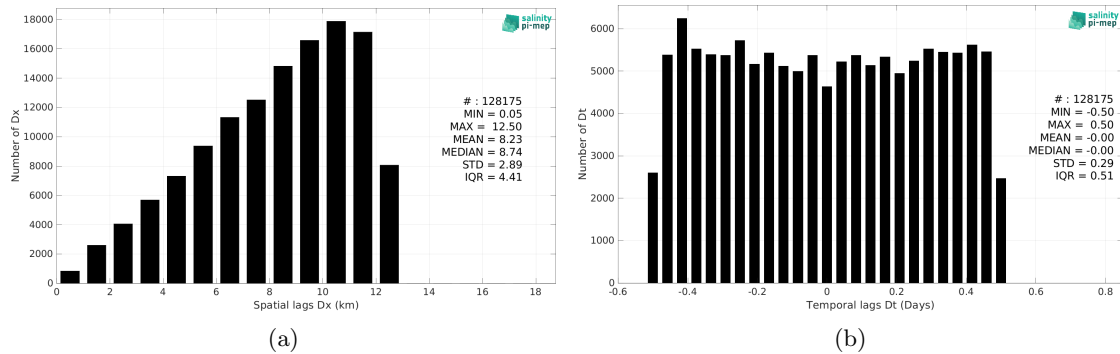 18000
16000
14000
12000
10000
8000
6000
4000
2000
0
Number of Dx
salinity
pi-mep
# : 128175
MIN = 0.05
MAX = 12.50
MEAN = 8.23
MEDIAN = 8.74
STD = 2.89
IQR = 4.41
0 2 4 6 8 10 12 14 16 18
Spatial lags Dx (km)
(a)
6000
5000
4000
3000
2000
1000
0
Number of Dt
salinity
pi-mep
# : 128175
MIN = -0.50
MAX = 0.50
MEAN = -0.00
MEDIAN = -0.00
STD = 0.29
IQR = 0.51
-0.6 -0.4 -0.2 0 0.2 0.4 0.6 0.8
Temporal lags Dt (Days)
(b)